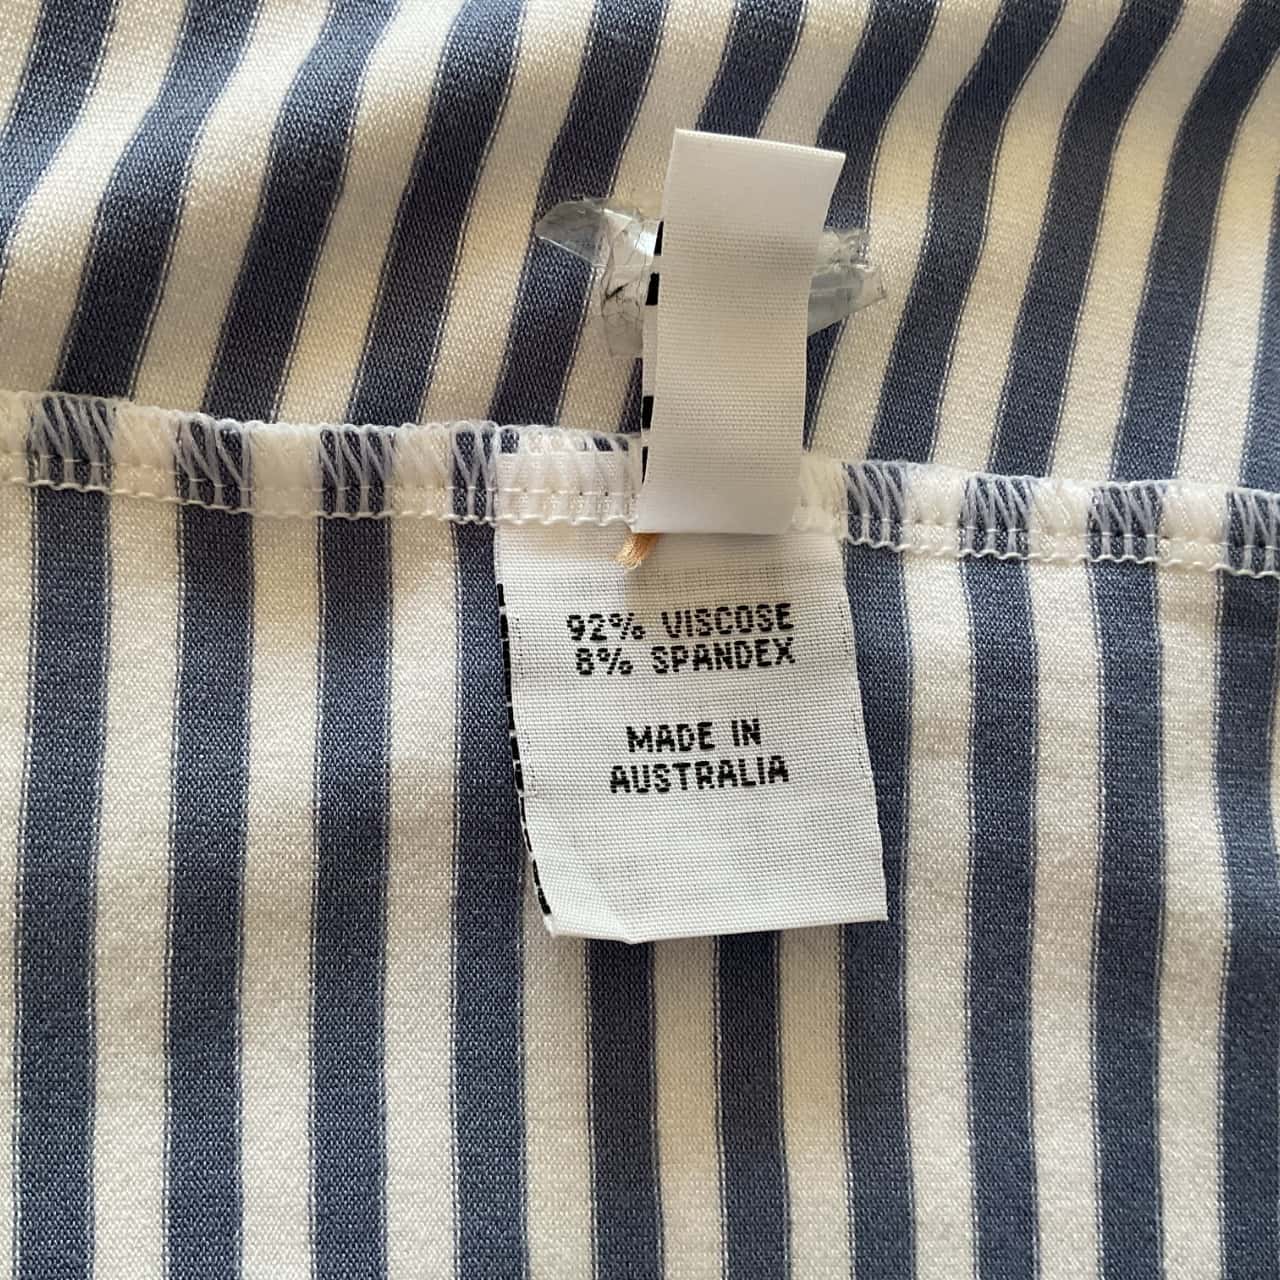 92% VISCOSE
8% SPANDEX
MADE IN
AUSTRALIA